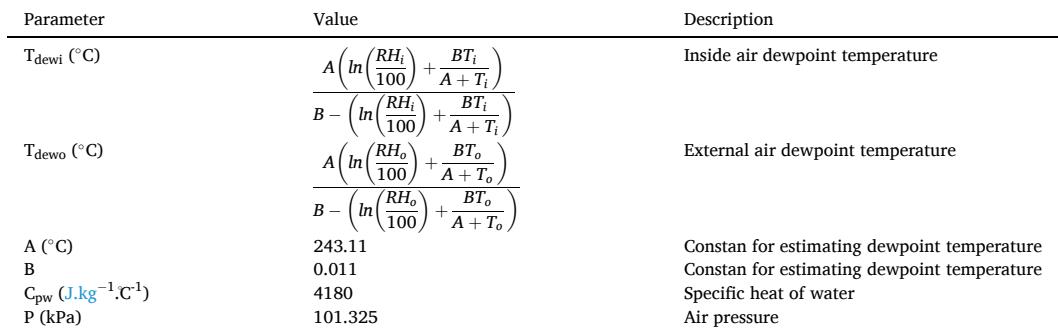 Parameter Value Description
T_dewi (°C) \frac{A\left(ln\left(\frac{RH_i}{100}\right)+\frac{BT_i}{A+T_i}\right)}{B-\left(ln\left(\frac{RH_i}{100}\right)+\frac{BT_i}{A+T_i}\right)} Inside air dewpoint temperature
T_dewo (°C) \frac{A\left(ln\left(\frac{RH_o}{100}\right)+\frac{BT_o}{A+T_o}\right)}{B-\left(ln\left(\frac{RH_o}{100}\right)+\frac{BT_o}{A+T_o}\right)} External air dewpoint temperature
A (°C) 243.11 Constan for estimating dewpoint temperature
B 0.011 Constan for estimating dewpoint temperature
C_pw (J.kg⁻¹.°C⁻¹) 4180 Specific heat of water
P (kPa) 101.325 Air pressure